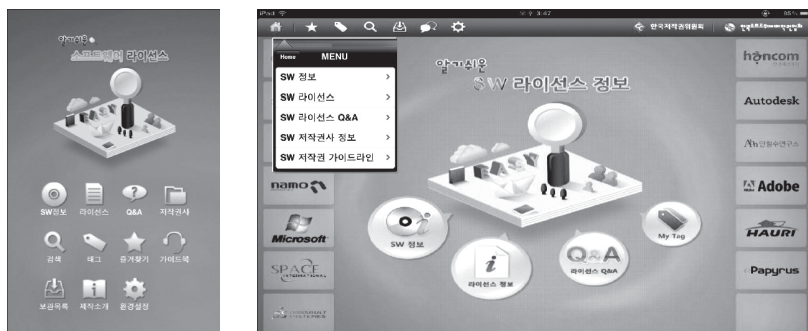 알기쉬운
소프트웨어 라이선스
SW정보
라이선스
Q&A
저작권사
검색
태그
즐겨찾기
가이드북
보관목록
제작소개
환경설정
iPad
3:47
한국저작권위원회
Home
MENU
SW 정보
SW 라이선스
SW 라이선스 Q&A
SW 저작권사 정보
SW 저작권 가이드라인
알기쉬운
SW 라이선스 정보
namo
Microsoft
SPACE
INTERNATIONAL
SW 정보
라이선스 정보
Q&A
라이선스 Q&A
My Tag
hancom
Autodesk
안철수연구소
Adobe
HAURI
Papyrus